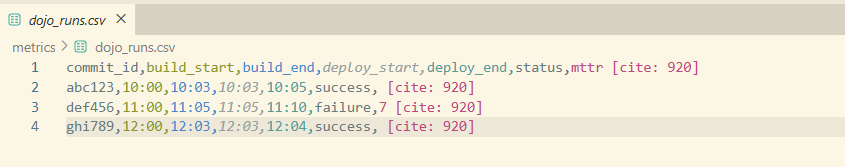 dojo_runs.csv
metrics > dojo_runs.csv
1 commit_id,build_start,build_end,deploy_start,deploy_end,status,mttr [cite: 920]
2 abc123,10:00,10:03,10:03,10:05,success, [cite: 920]
3 def456,11:00,11:05,11:05,11:10,failure,7 [cite: 920]
4 ghi789,12:00,12:03,12:03,12:04,success, [cite: 920]